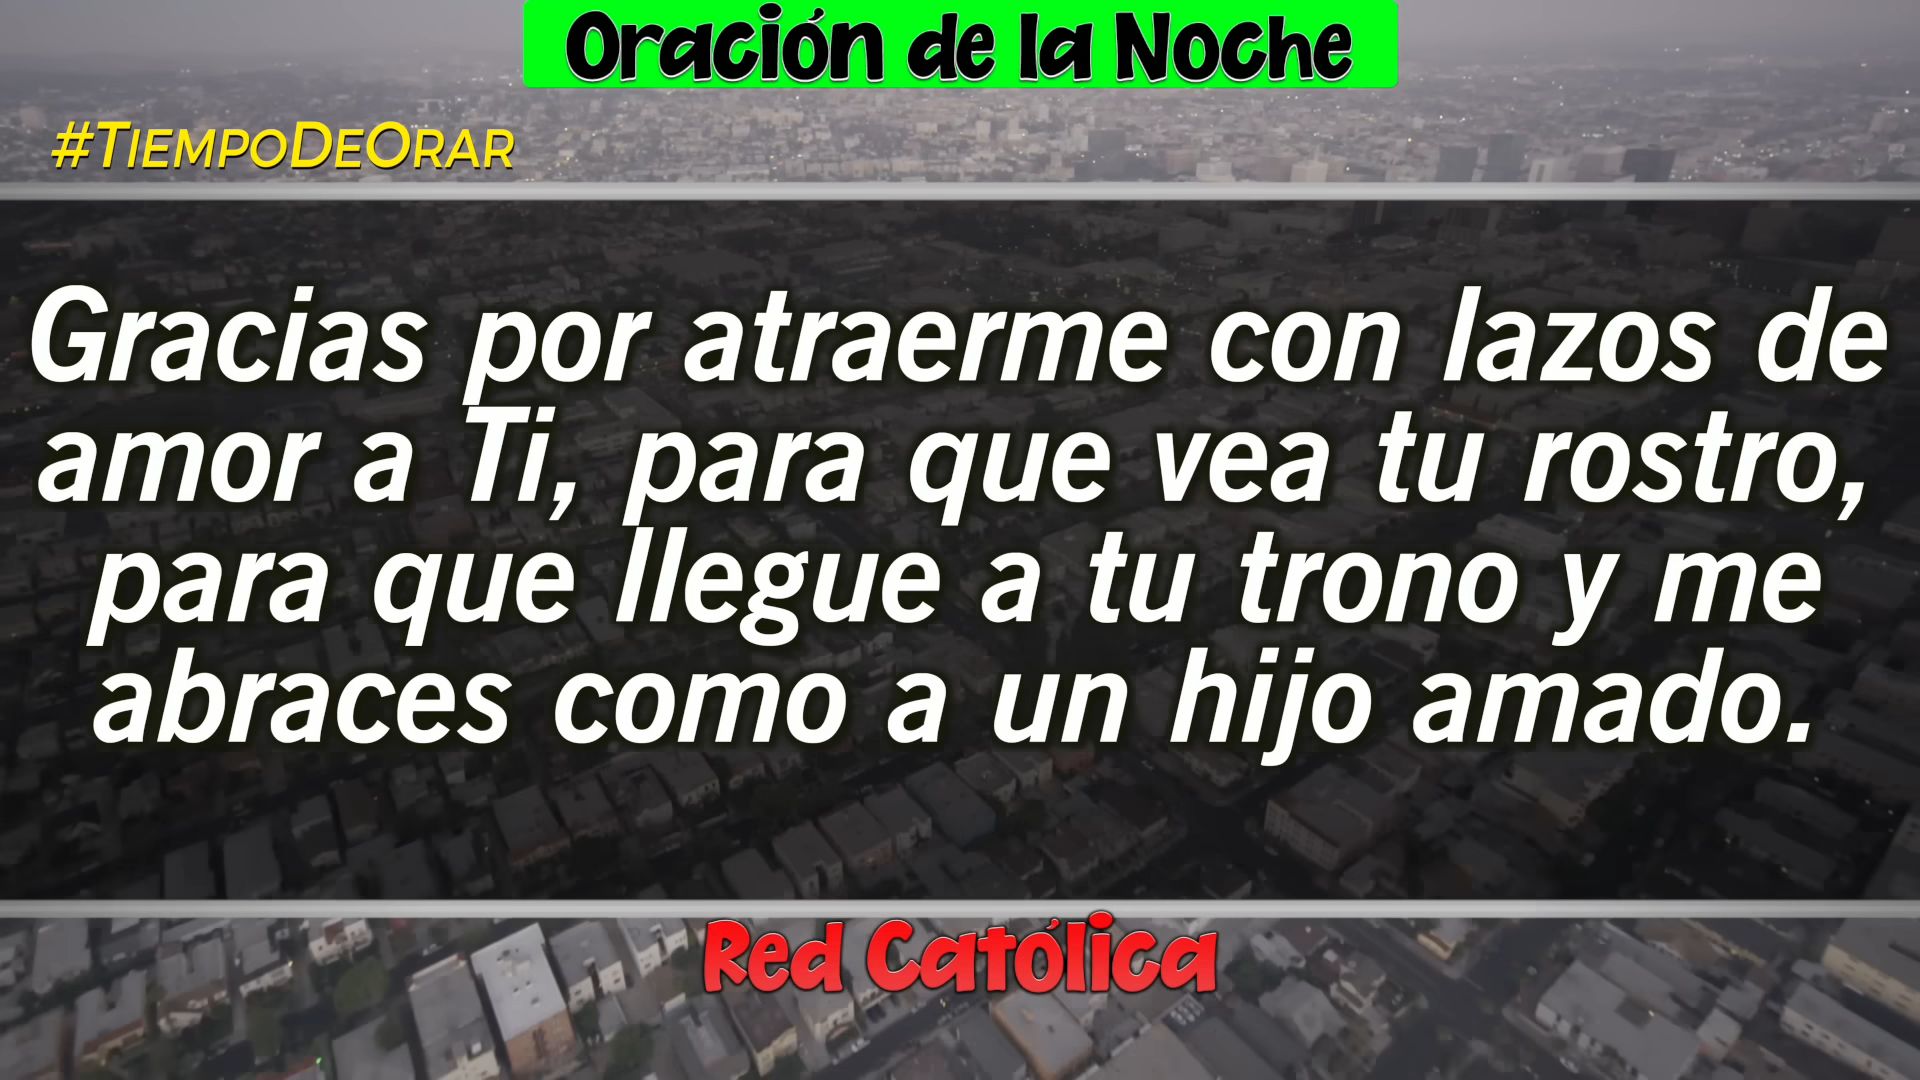 Oración de la Noche
#TiempoDeOrar
Gracias por atraerme con lazos de
amor a Ti, para que vea tu rostro,
para que llegue a tu trono y me
abraces como a un hijo amado.
Red Católica